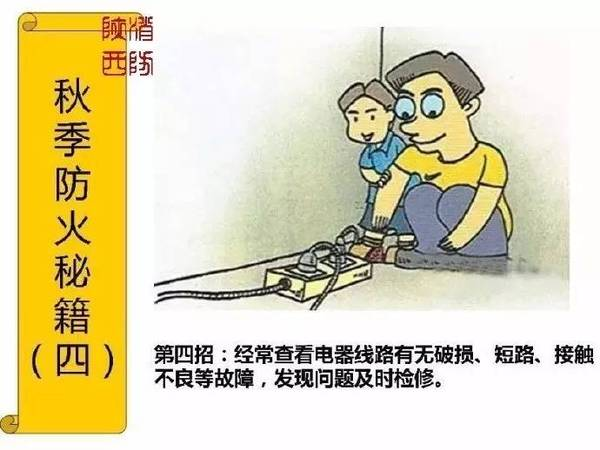 陕消
西防
秋季防火秘籍（四）
第四招：经常查看电器线路有无破损、短路、接触
不良等故障，发现问题及时检修。